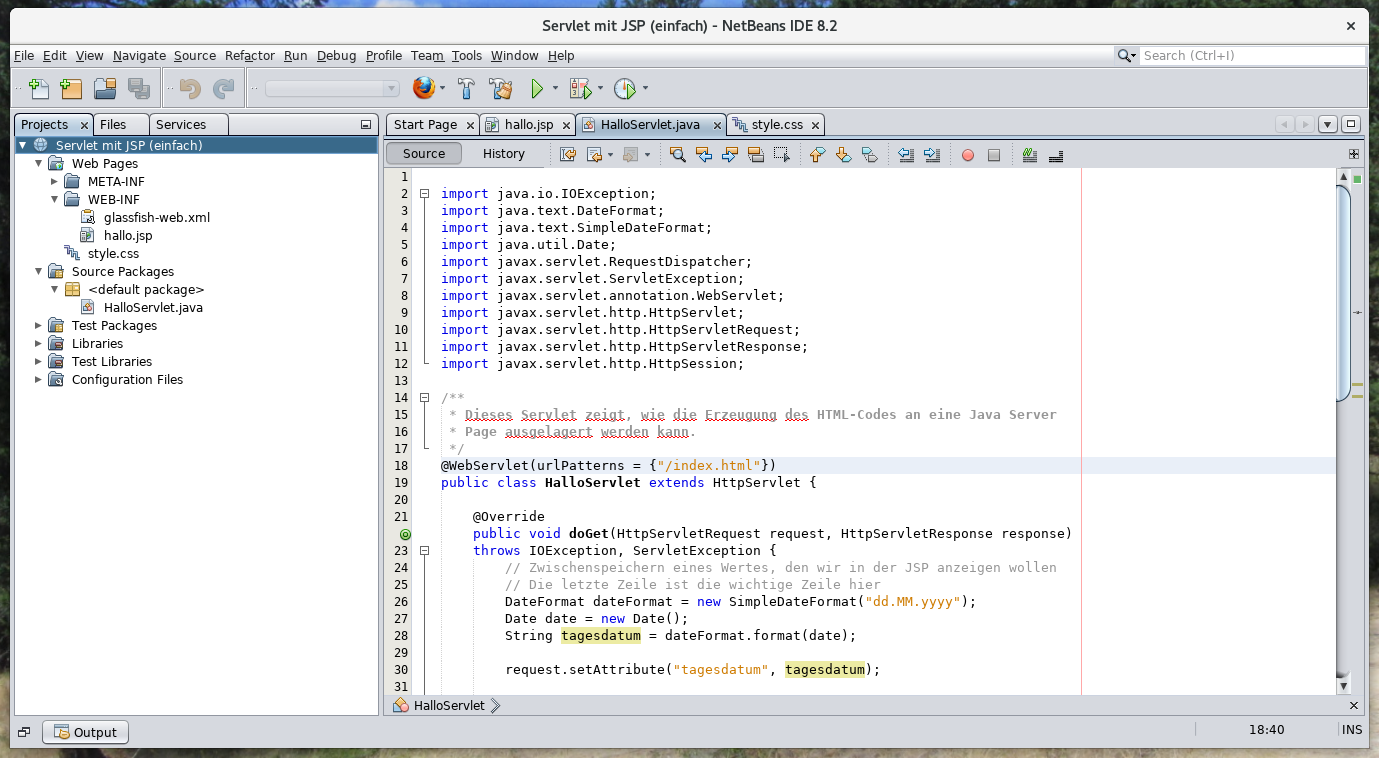 Servlet mit JSP (einfach) - NetBeans IDE 8.2
File Edit View Navigate Source Refactor Run Debug Profile Team Tools Window Help
Search (Ctrl+I)
Projects Files Services
Servlet mit JSP (einfach)
Web Pages
META-INF
WEB-INF
glassfish-web.xml
hallo.jsp
style.css
Source Packages
<default package>
HalloServlet.java
Test Packages
Libraries
Test Libraries
Configuration Files
Start Page hallo.jsp HalloServlet.java style.css
Source History
1
2 import java.io.IOException;
3 import java.text.DateFormat;
4 import java.text.SimpleDateFormat;
5 import java.util.Date;
6 import javax.servlet.RequestDispatcher;
7 import javax.servlet.ServletException;
8 import javax.servlet.annotation.WebServlet;
9 import javax.servlet.http.HttpServlet;
10 import javax.servlet.http.HttpServletRequest;
11 import javax.servlet.http.HttpServletResponse;
12 import javax.servlet.http.HttpSession;
13
14 /**
15 * Dieses Servlet zeigt, wie die Erzeugung des HTML-Codes an eine Java Server
16 * Page ausgelagert werden kann.
17 */
18 @WebServlet(urlPatterns = {"/index.html"})
19 public class HalloServlet extends HttpServlet {
20
21 @Override
public void doGet(HttpServletRequest request, HttpServletResponse response)
23 throws IOException, ServletException {
24 // Zwischenspeichern eines Wertes, den wir in der JSP anzeigen wollen
25 // Die letzte Zeile ist die wichtige Zeile hier
26 DateFormat dateFormat = new SimpleDateFormat("dd.MM.yyyy");
27 Date date = new Date();
28 String tagesdatum = dateFormat.format(date);
29
30 request.setAttribute("tagesdatum", tagesdatum);
31
HalloServlet
Output
18:40 INS